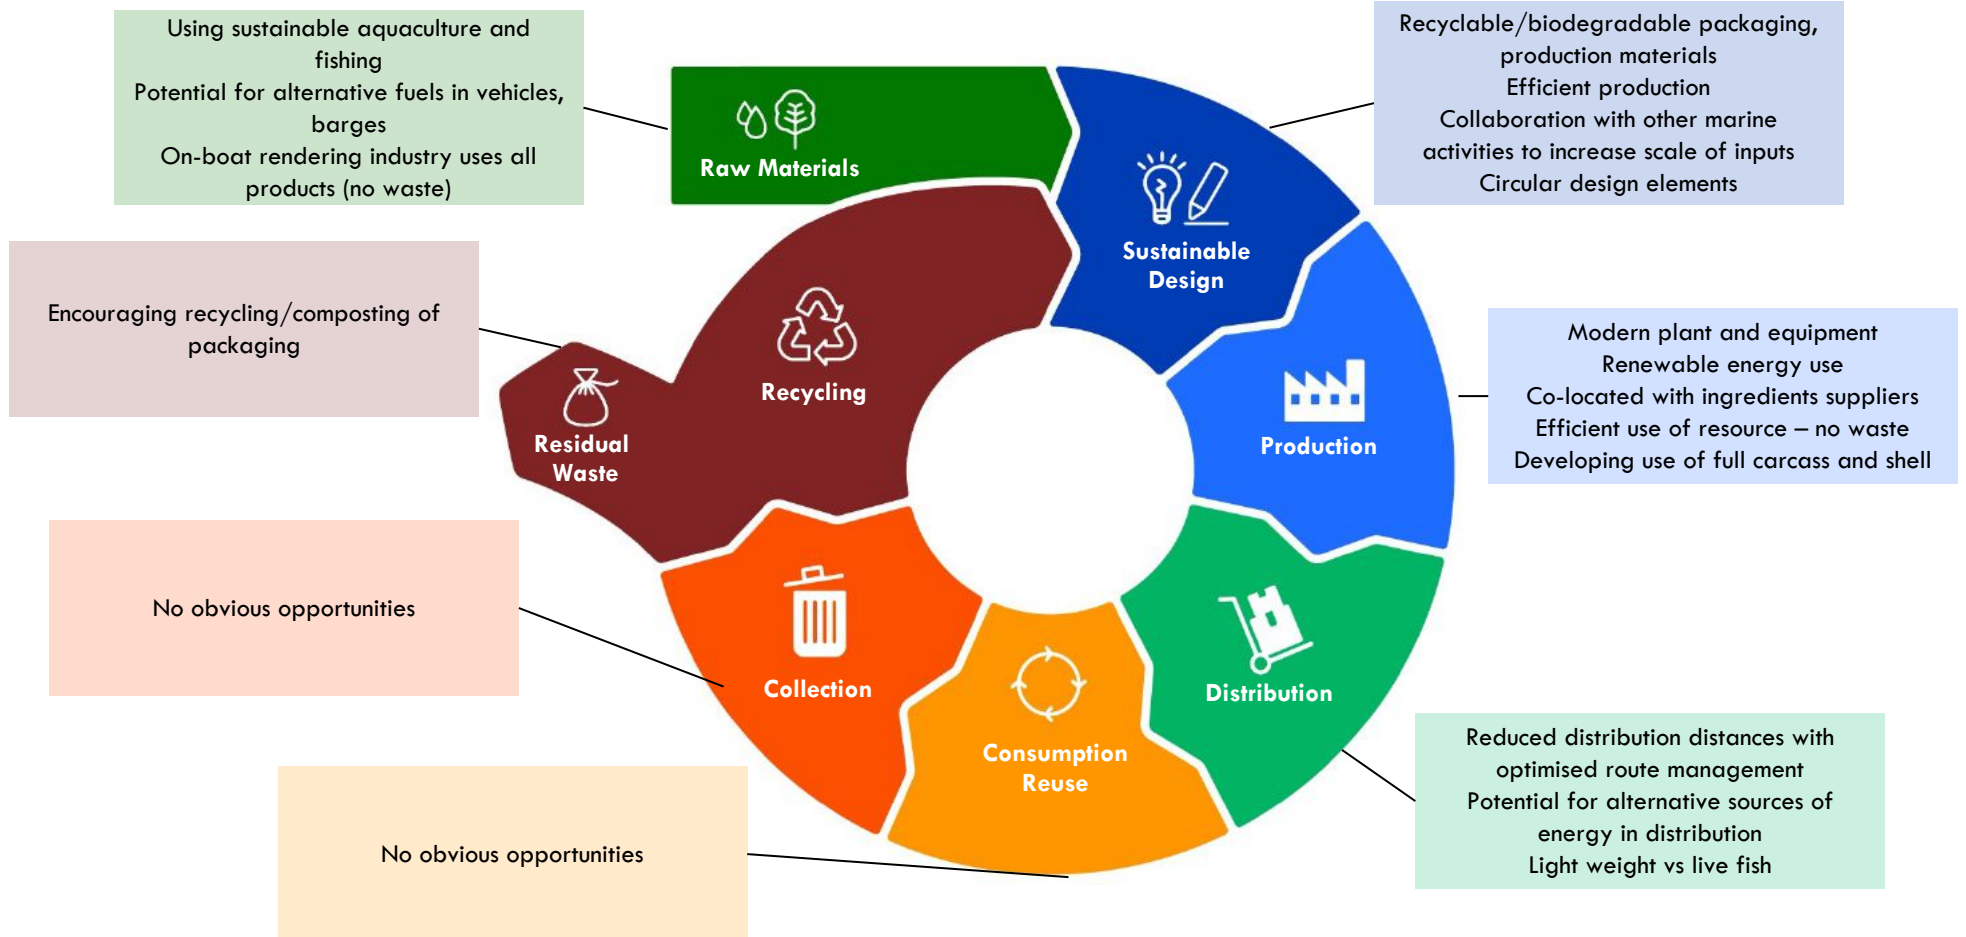 Using sustainable aquaculture and
fishing
Potential for alternative fuels in vehicles,
barges
On-boat rendering industry uses all
products (no waste)
Recyclable/biodegradable packaging,
production materials
Efficient production
Collaboration with other marine
activities to increase scale of inputs
Circular design elements
Raw Materials
Sustainable
Design
Encouraging recycling/composting of
packaging
Recycling
Residual
Waste
Modern plant and equipment
Renewable energy use
Co-located with ingredients suppliers
Efficient use of resource – no waste
Developing use of full carcass and shell
Production
No obvious opportunities
Collection
Distribution
Consumption
Reuse
Reduced distribution distances with
optimised route management
Potential for alternative sources of
energy in distribution
Light weight vs live fish
No obvious opportunities